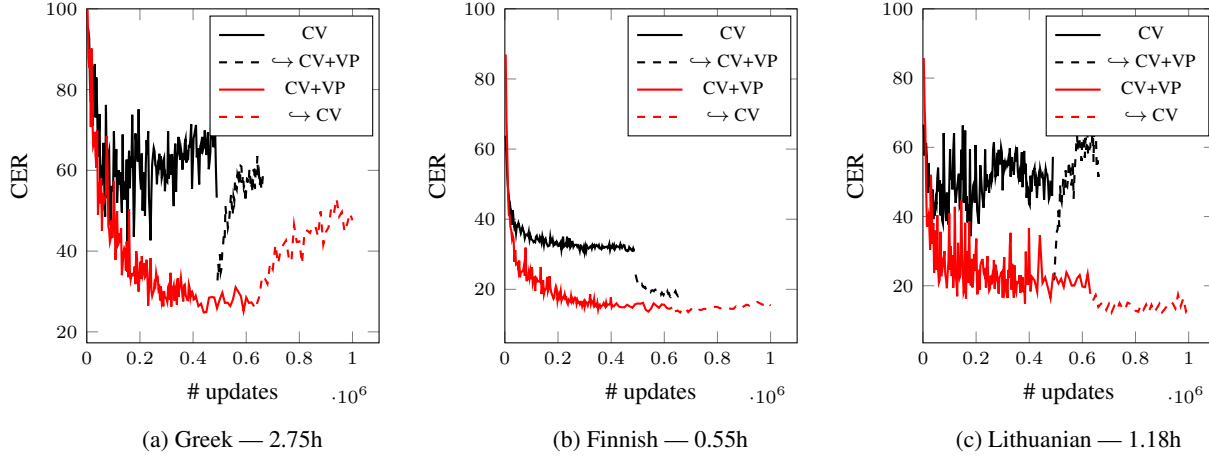 100
80
60
40
20
CER
0
0.2
0.4
0.6
0.8
1
·10⁶
# updates
CV
↪ CV+VP
CV+VP
↪ CV
(a) Greek — 2.75h
100
80
60
40
20
CER
0
0.2
0.4
0.6
0.8
1
·10⁶
# updates
CV
↪ CV+VP
CV+VP
↪ CV
(b) Finnish — 0.55h
100
80
60
40
20
CER
0
0.2
0.4
0.6
0.8
1
·10⁶
# updates
CV
↪ CV+VP
CV+VP
↪ CV
(c) Lithuanian — 1.18h